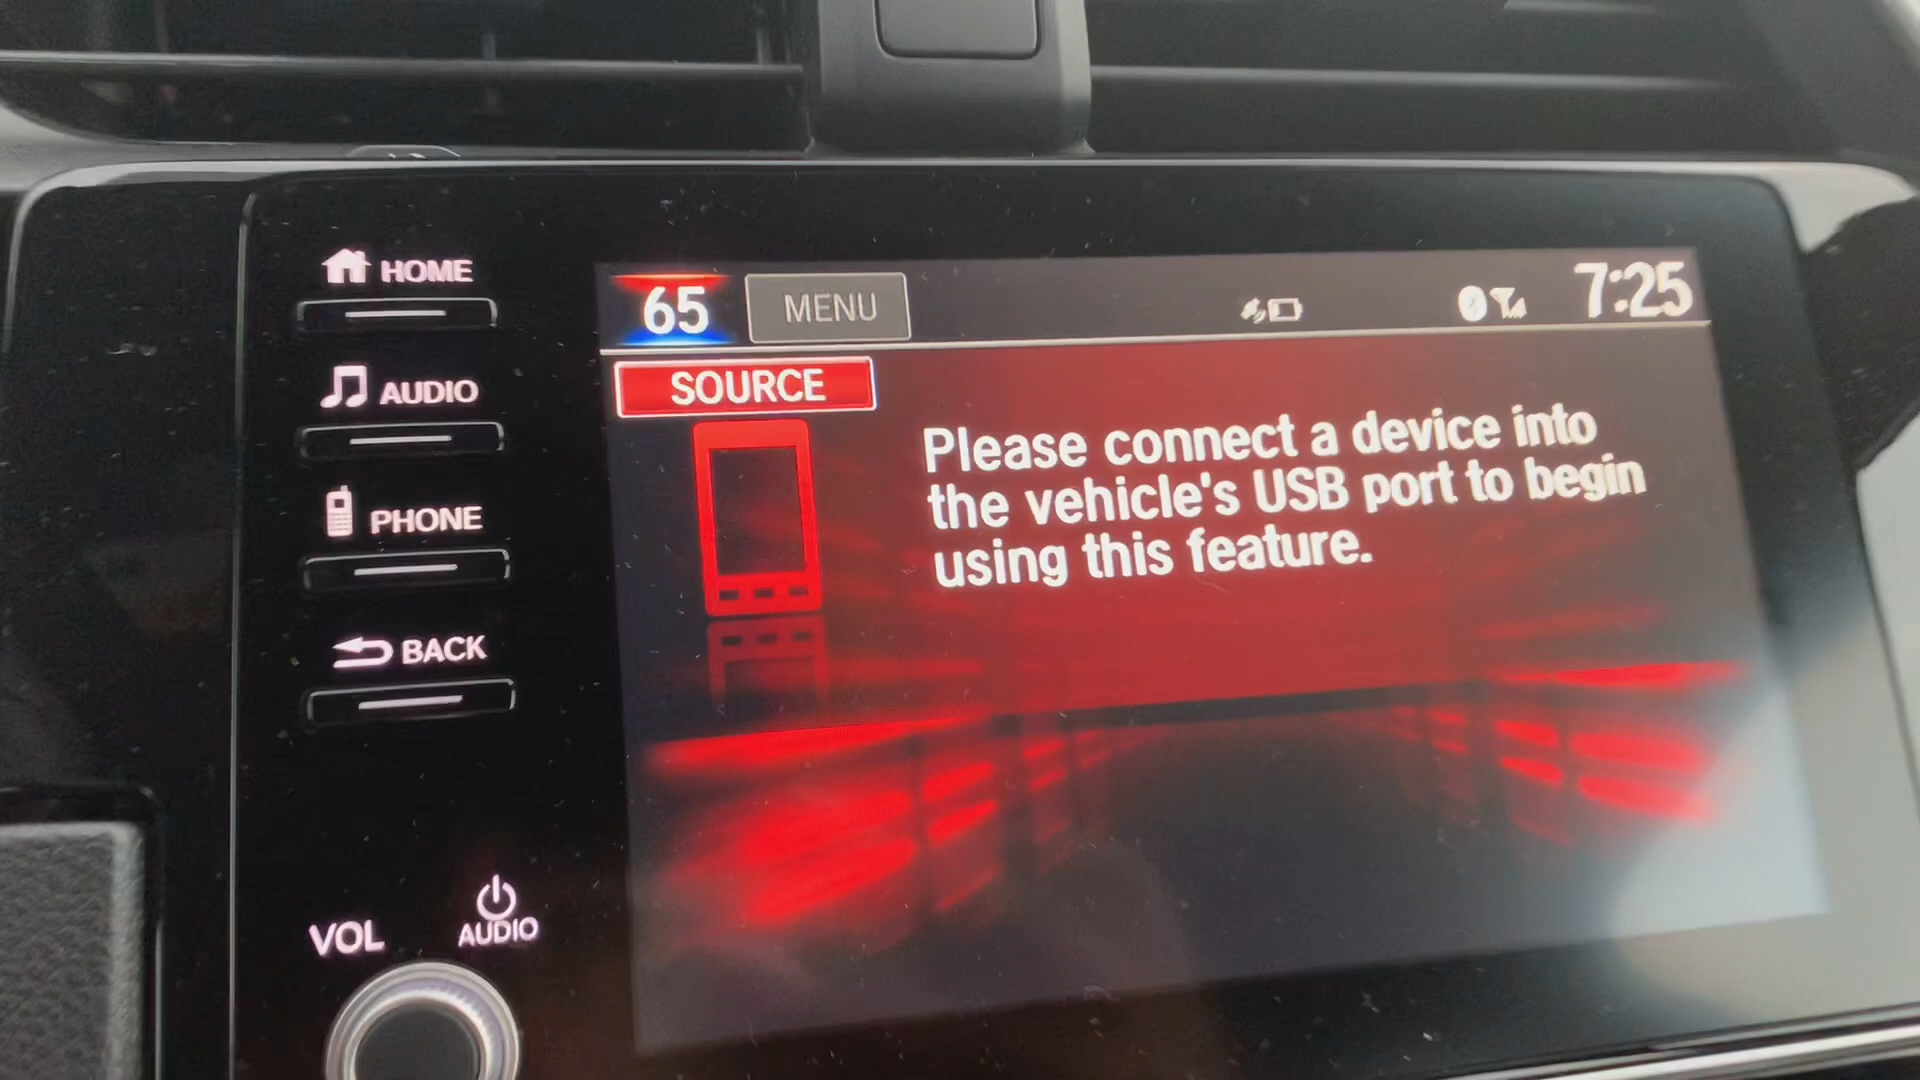 HOME
AUDIO
PHONE
BACK
VOL
AUDIO
65
MENU
7:25
SOURCE
Please connect a device into
the vehicle's USB port to begin
using this feature.